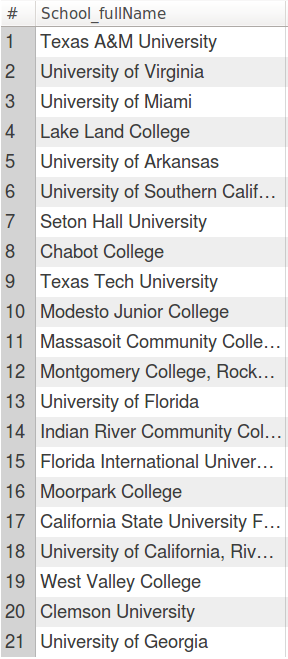 # School_fullName
1 Texas A&M University
2 University of Virginia
3 University of Miami
4 Lake Land College
5 University of Arkansas
6 University of Southern Calif…
7 Seton Hall University
8 Chabot College
9 Texas Tech University
10 Modesto Junior College
11 Massasoit Community Colle…
12 Montgomery College, Rock…
13 University of Florida
14 Indian River Community Col…
15 Florida International Univer…
16 Moorpark College
17 California State University F…
18 University of California, Riv…
19 West Valley College
20 Clemson University
21 University of Georgia